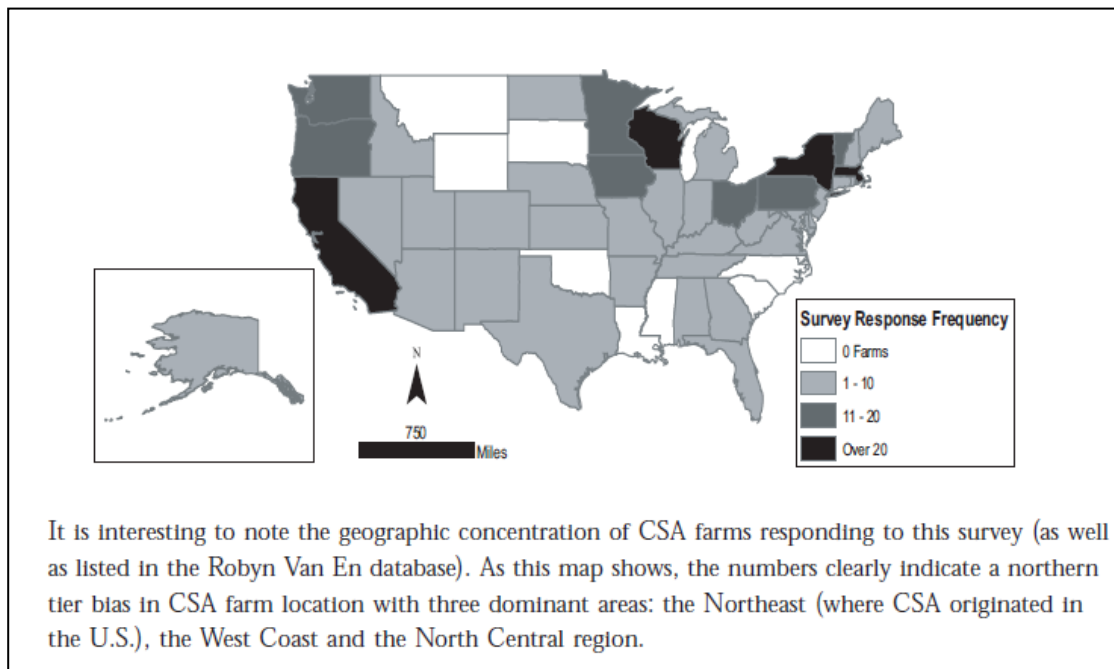 N
750
Miles
Survey Response Frequency
0 Farms
1 - 10
11 - 20
Over 20
It is interesting to note the geographic concentration of CSA farms responding to this survey (as well
as listed in the Robyn Van En database). As this map shows, the numbers clearly indicate a northern
tier bias in CSA farm location with three dominant areas: the Northeast (where CSA originated in
the U.S.), the West Coast and the North Central region.